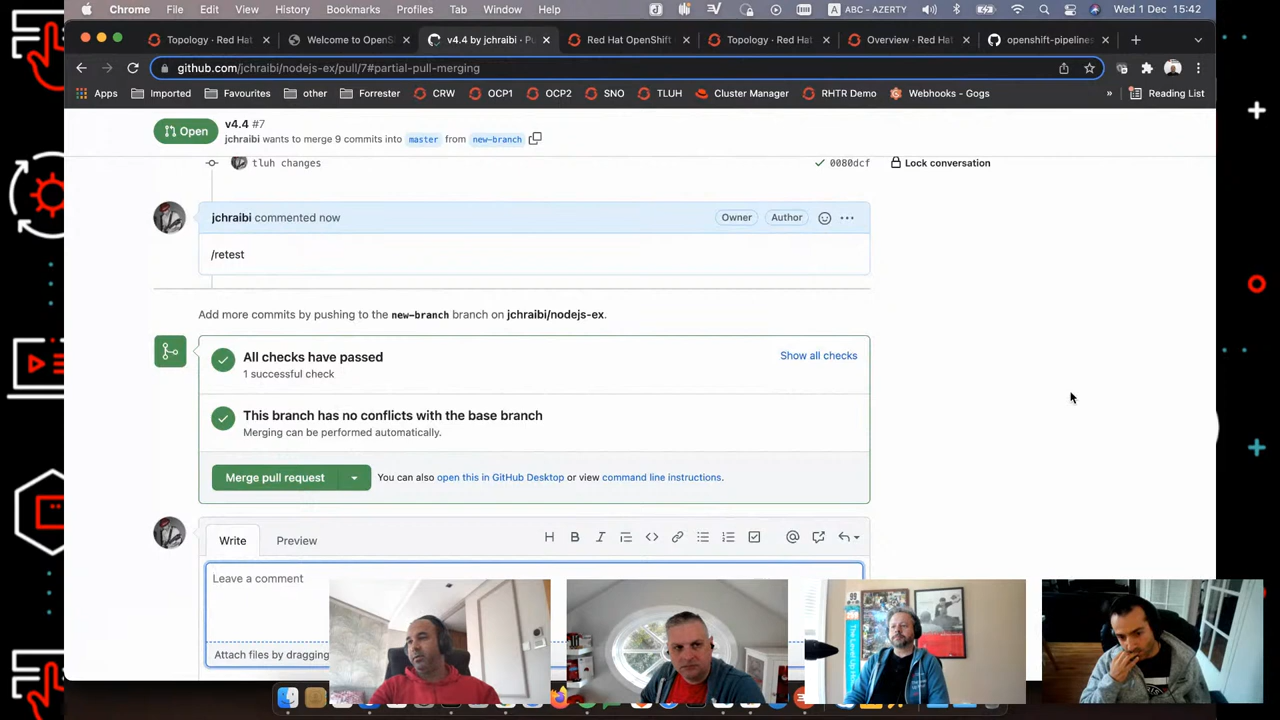 Chrome File Edit View History Bookmarks Profiles Tab Window Help
A ABC - AZERTY
Wed 1 Dec 15:42
Topology · Red Hat
Welcome to OpenSh
v4.4 by jchraibi · Pu
Red Hat OpenShift
Topology · Red Hat
Overview · Red Hat
openshift-pipelines
github.com/jchraibi/nodejs-ex/pull/7#partial-pull-merging
Apps Imported Favourites other Forrester CRW OCP1 OCP2 SNO TLUH Cluster Manager RHTR Demo Webhooks - Gogs » Reading List
Open
v4.4 #7
jchraibi wants to merge 9 commits into master from new-branch
tluh changes 0080dcf
Lock conversation
jchraibi commented now Owner Author
/retest
Add more commits by pushing to the new-branch branch on jchraibi/nodejs-ex.
All checks have passed Show all checks
1 successful check
This branch has no conflicts with the base branch
Merging can be performed automatically.
Merge pull request You can also open this in GitHub Desktop or view command line instructions.
Write Preview
Leave a comment
Attach files by dragging